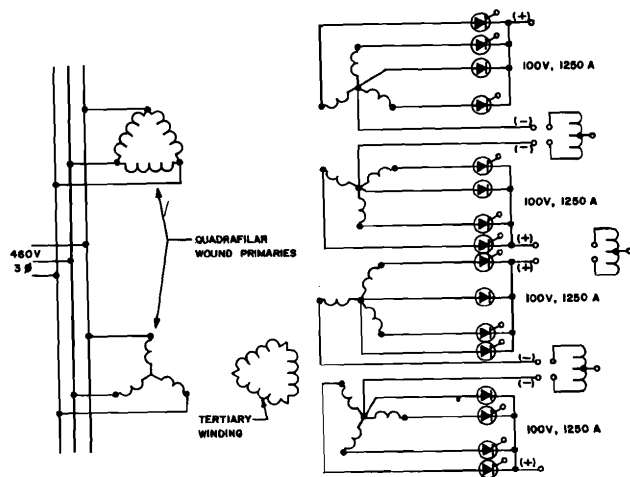 (+)
100V, 1250 A
(-)
(-)
100V, 1250 A
(+)
(+)
100V, 1250 A
(-)
(-)
100V, 1250 A
(+)
QUADRAFILAR
WOUND PRIMARIES
460V
3 Ø
TERTIARY
WINDING